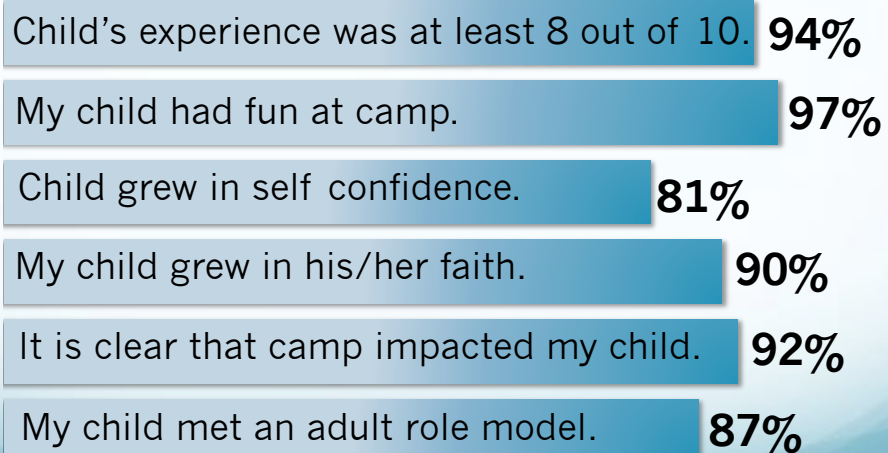 Child's experience was at least 8 out of 10. 94%
My child had fun at camp. 97%
Child grew in self confidence. 81%
My child grew in his/her faith. 90%
It is clear that camp impacted my child. 92%
My child met an adult role model. 87%